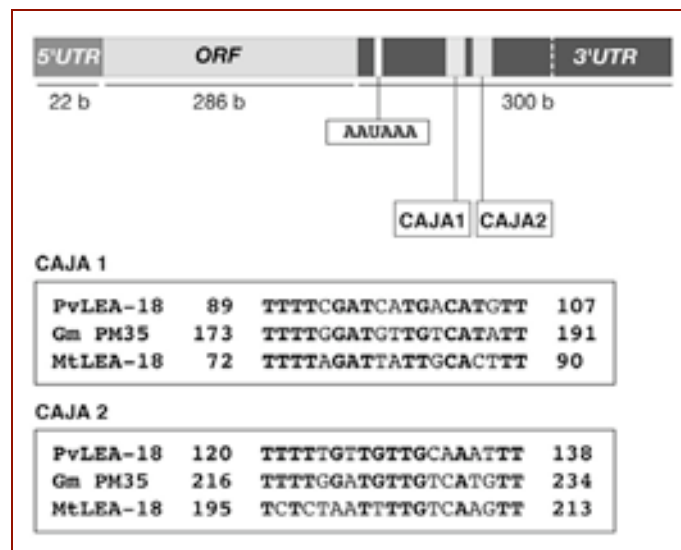 5'UTR ORF 3'UTR
22 b 286 b 300 b
AAUAAA
CAJA1 CAJA2
CAJA 1
PvLEA-18 89 TTTTCGATCATGACATGTT 107
Gm PM35 173 TTTTGGATGTTGTCATATT 191
MtLEA-18 72 TTTTAGATTATTGCACTTT 90
CAJA 2
PvLEA-18 120 TTTTTGTTGTTGCAAATTT 138
Gm PM35 216 TTTTGGATGTTGTCATGTT 234
MtLEA-18 195 TCTCTAATTTTGTCAAGTT 213